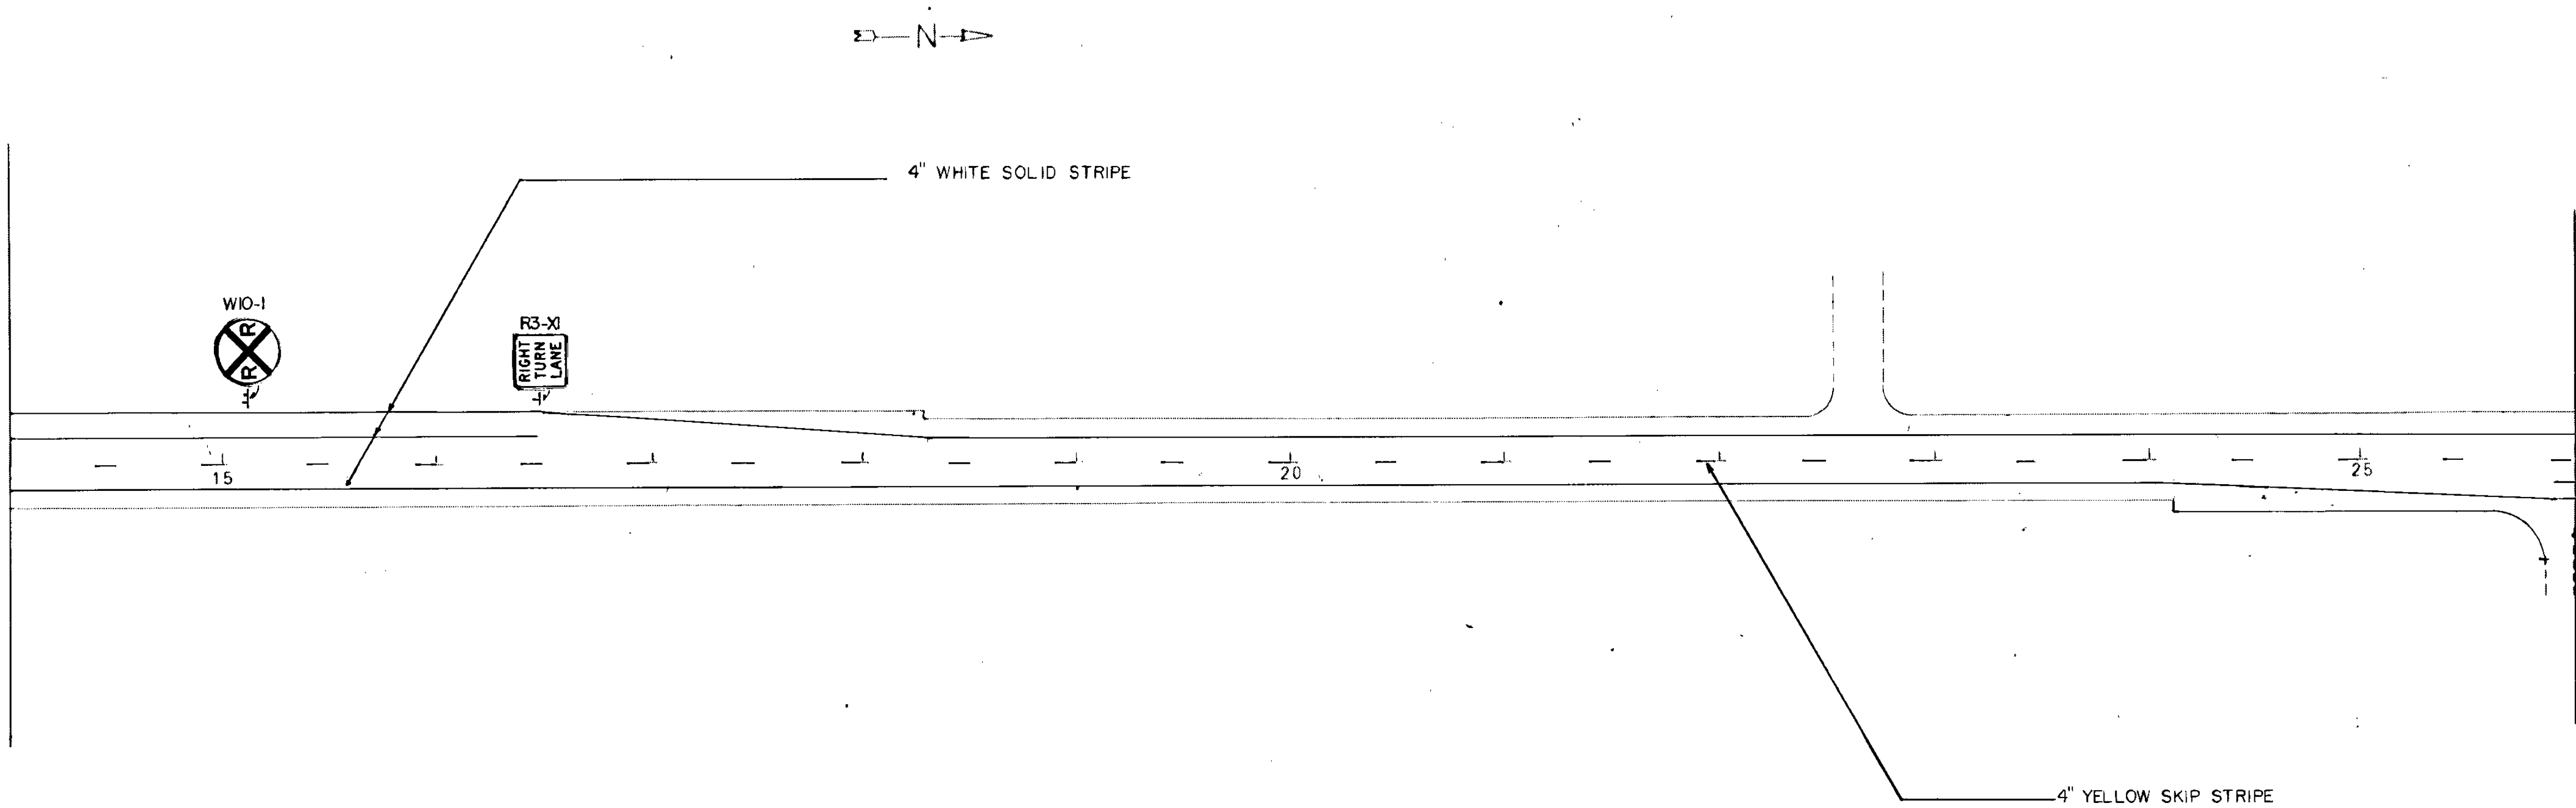 N
4" WHITE SOLID STRIPE
W10-1
R R
R3-X1
RIGHT
TURN
LANE
15
20
25
4" YELLOW SKIP STRIPE